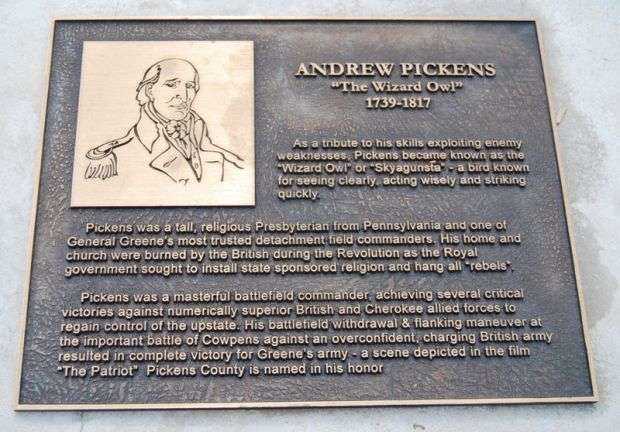 ANDREW PICKENS
"The Wizard Owl"
1739-1817
As a tribute to his skills exploiting enemy
weaknesses, Pickens became known as the
"Wizard Owl" or "Skyagunsta" - a bird known
for seeing clearly, acting wisely and striking
quickly.
Pickens was a tall, religious Presbyterian from Pennsylvania and one of
General Greene's most trusted detachment field commanders. His home and
church were burned by the British during the Revolution as the Royal
government sought to install state sponsored religion and hang all "rebels".
Pickens was a masterful battlefield commander, achieving several critical
victories against numerically superior British and Cherokee allied forces to
regain control of the upstate. His battlefield withdrawal & flanking maneuver at
the important battle of Cowpens against an overconfident, charging British army
resulted in complete victory for Greene's army - a scene depicted in the film
"The Patriot" Pickens County is named in his honor